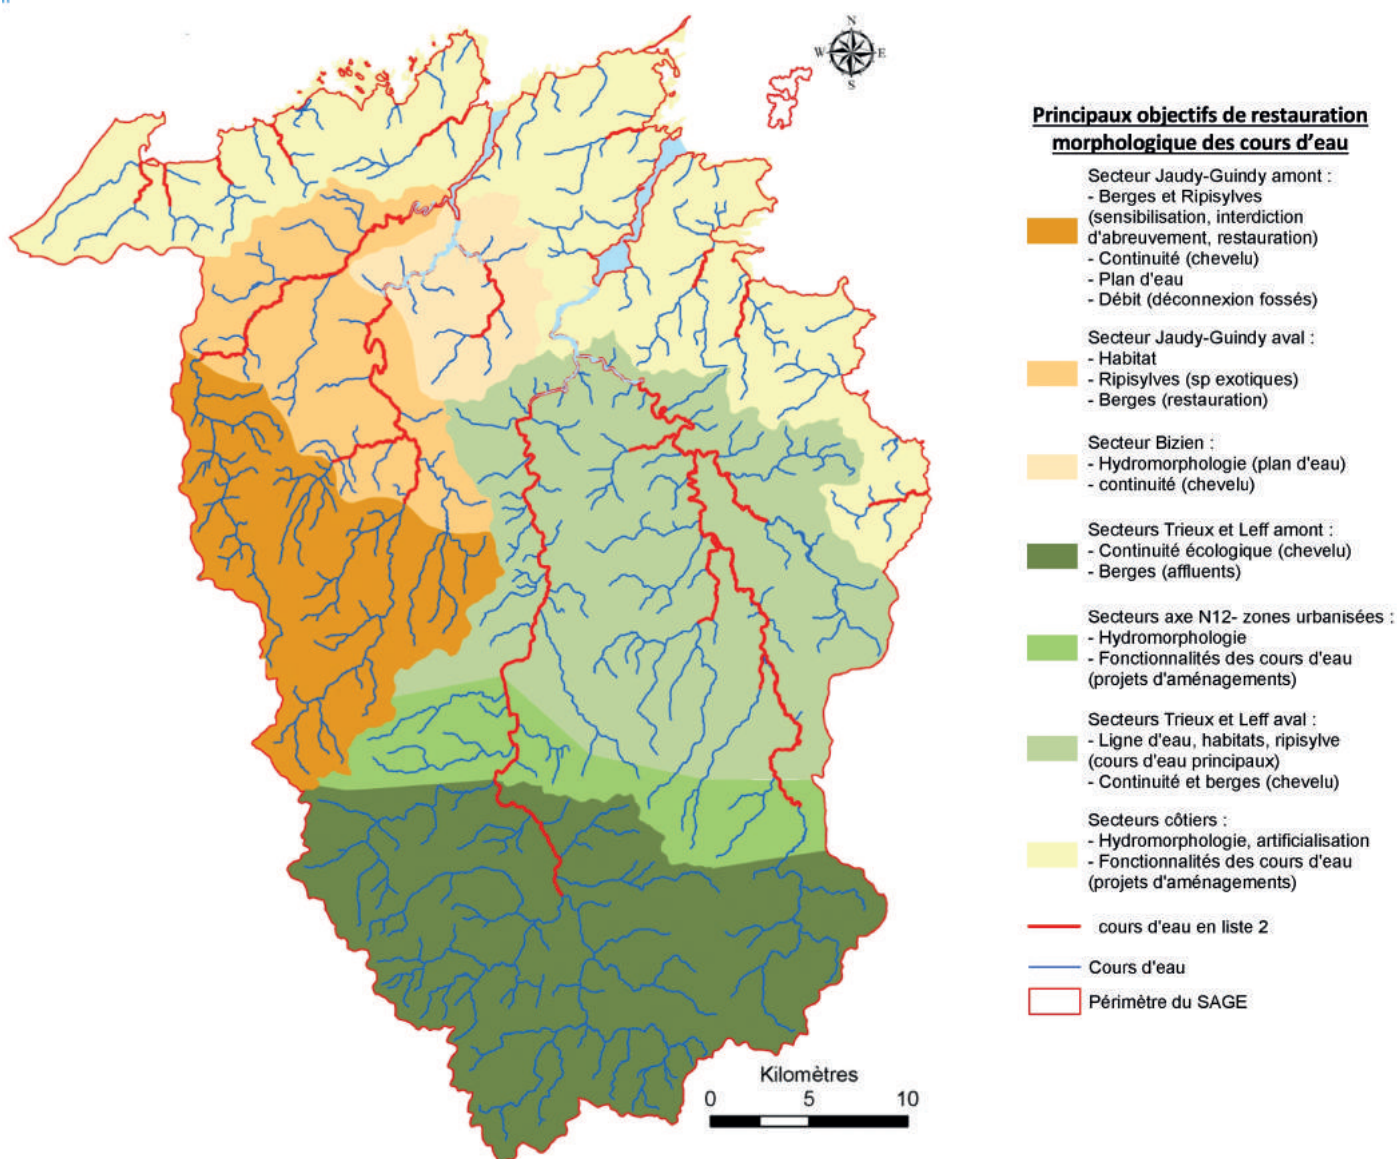 N
W
E
S
Principaux objectifs de restauration
morphologique des cours d'eau
Secteur Jaudy-Guindy amont :
- Berges et Ripisylves
(sensibilisation, interdiction
d'abreuvement, restauration)
- Continuité (chevelu)
- Plan d'eau
- Débit (déconnexion fossés)
Secteur Jaudy-Guindy aval :
- Habitat
- Ripisylves (sp exotiques)
- Berges (restauration)
Secteur Bizien :
- Hydromorphologie (plan d'eau)
- continuité (chevelu)
Secteurs Trieux et Leff amont :
- Continuité écologique (chevelu)
- Berges (affluents)
Secteurs axe N12- zones urbanisées :
- Hydromorphologie
- Fonctionnalités des cours d'eau
(projets d'aménagements)
Secteurs Trieux et Leff aval :
- Ligne d'eau, habitats, ripisylve
(cours d'eau principaux)
- Continuité et berges (chevelu)
Secteurs côtiers :
- Hydromorphologie, artificialisation
- Fonctionnalités des cours d'eau
(projets d'aménagements)
cours d'eau en liste 2
Cours d'eau
Périmètre du SAGE
Kilomètres
0 5 10